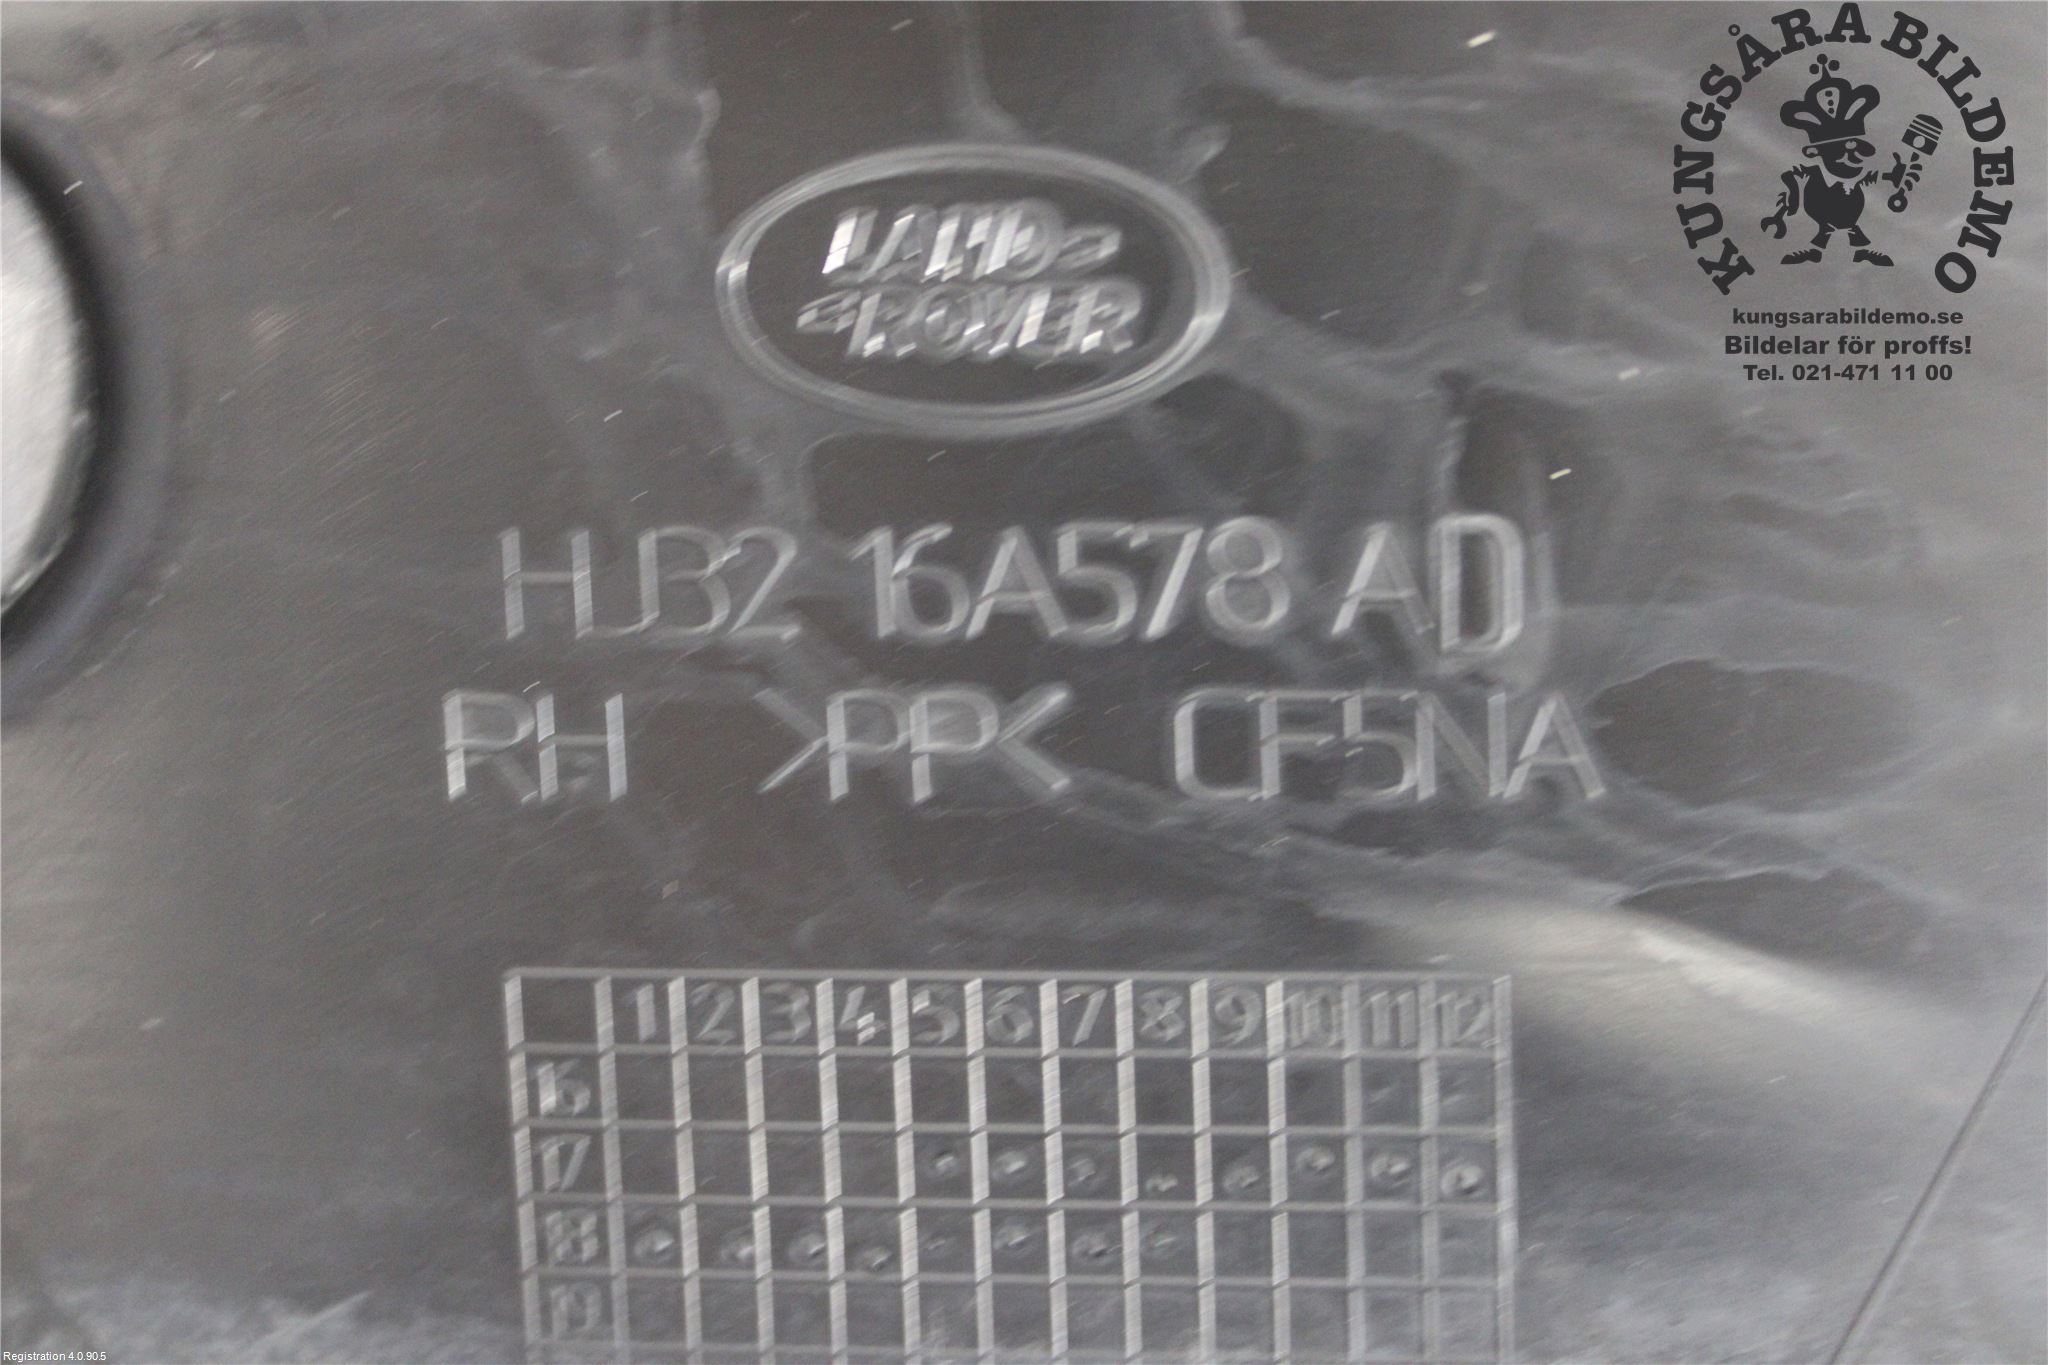 KUNGSÅRA BILDEMO
kungsarabildemo.se
Bildelar för proffs!
Tel. 021-471 11 00
LAND
ROVER
16A578 AD
RH >PP<
1 2 3 4 5 6 7 8 9 10 11 12
16
17
18
19
Registration 4.0.90.5